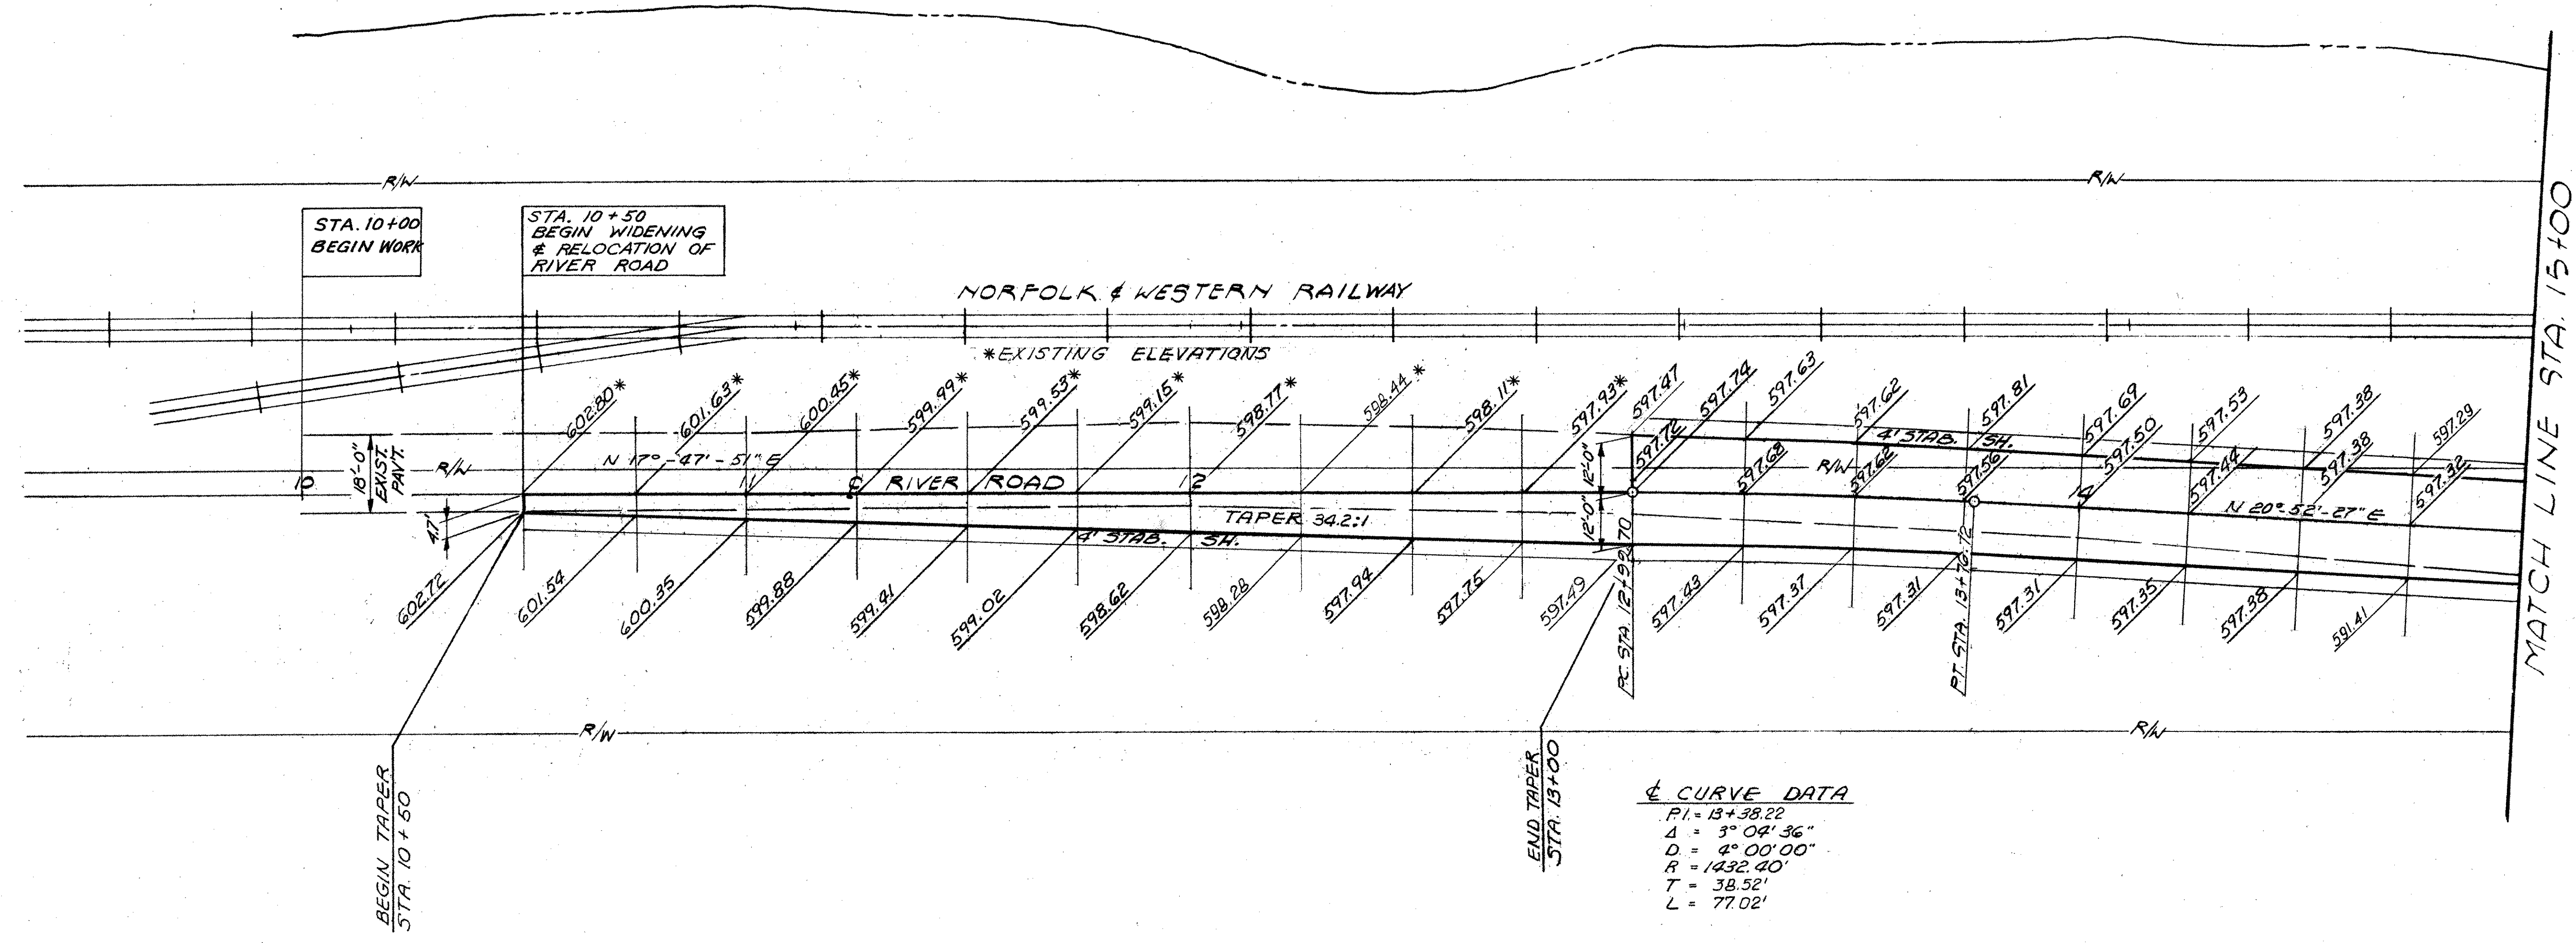 R/W
R/W
STA. 10+00
BEGIN WORK
STA. 10+50
BEGIN WIDENING
& RELOCATION OF
RIVER ROAD
NORFOLK & WESTERN RAILWAY
*EXISTING ELEVATIONS
602.80*
601.63*
600.45*
599.99*
599.53*
599.15*
598.77*
598.44*
598.11*
597.93*
597.47
597.74
597.63
597.62
597.81
597.69
597.53
597.38
597.29
18'-0"
EXIST.
PAV'T.
R/W
N 17°-47'-51" E
12'-0"
597.72
4' STAB. SH.
R/W
597.68
597.62
597.56
597.50
597.44
597.38
597.32
10
11
℄ RIVER ROAD
12
14
N 20°-52'-27" E
4.7'
TAPER 34.2:1
12'-0"
4' STAB. SH.
602.72
601.54
600.35
599.88
599.41
599.02
598.62
598.28
597.94
597.75
597.49
597.43
597.37
597.31
597.31
597.35
597.38
591.41
P.C. STA. 12+99.70
P.T. STA. 13+76.72
R/W
R/W
BEGIN TAPER
STA. 10+50
END TAPER
STA. 13+00
℄ CURVE DATA
P.I. = 13+38.22
Δ = 3° 04' 36"
D = 4° 00' 00"
R = 1432.40'
T = 38.52'
L = 77.02'
MATCH LINE STA. 15+00